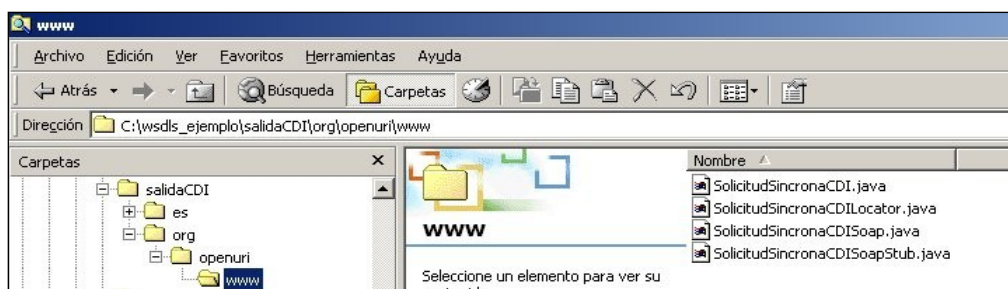 www
Archivo Edición Ver Favoritos Herramientas Ayuda
Atrás Búsqueda Carpetas
Dirección C:\wsdls_ejemplo\salidaCDI\org\openuri\www
Carpetas x
salidaCDI
es
org
openuri
www
www
Seleccione un elemento para ver su
Nombre
SolicitudSincronaCDI.java
SolicitudSincronaCDILocator.java
SolicitudSincronaCDISoap.java
SolicitudSincronaCDISoapStub.java